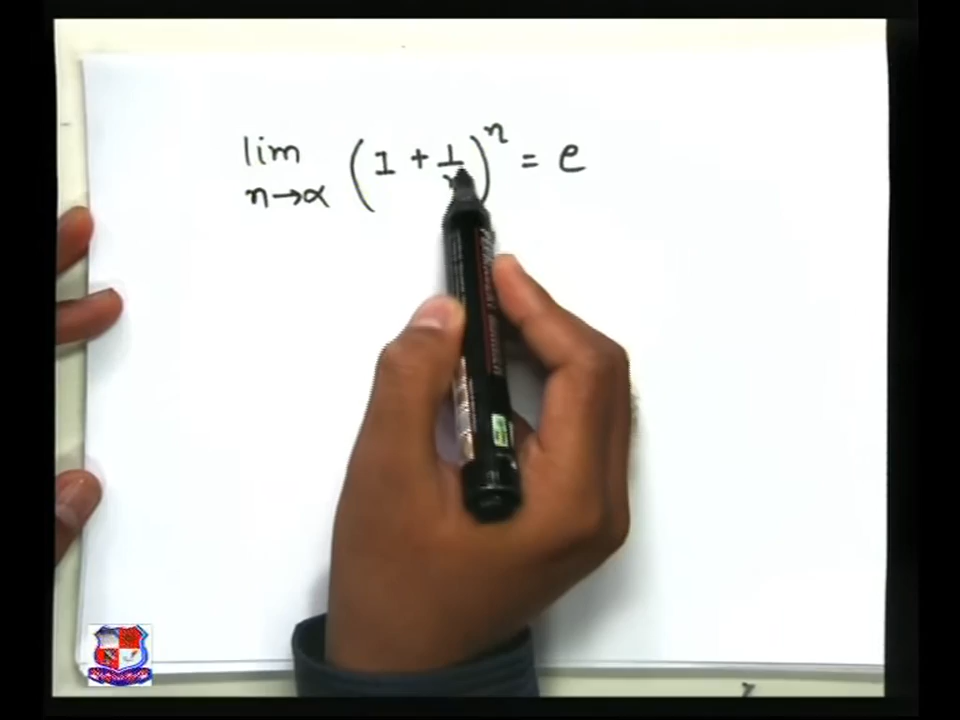 lim (1 + 1/n)^n = e
n→α